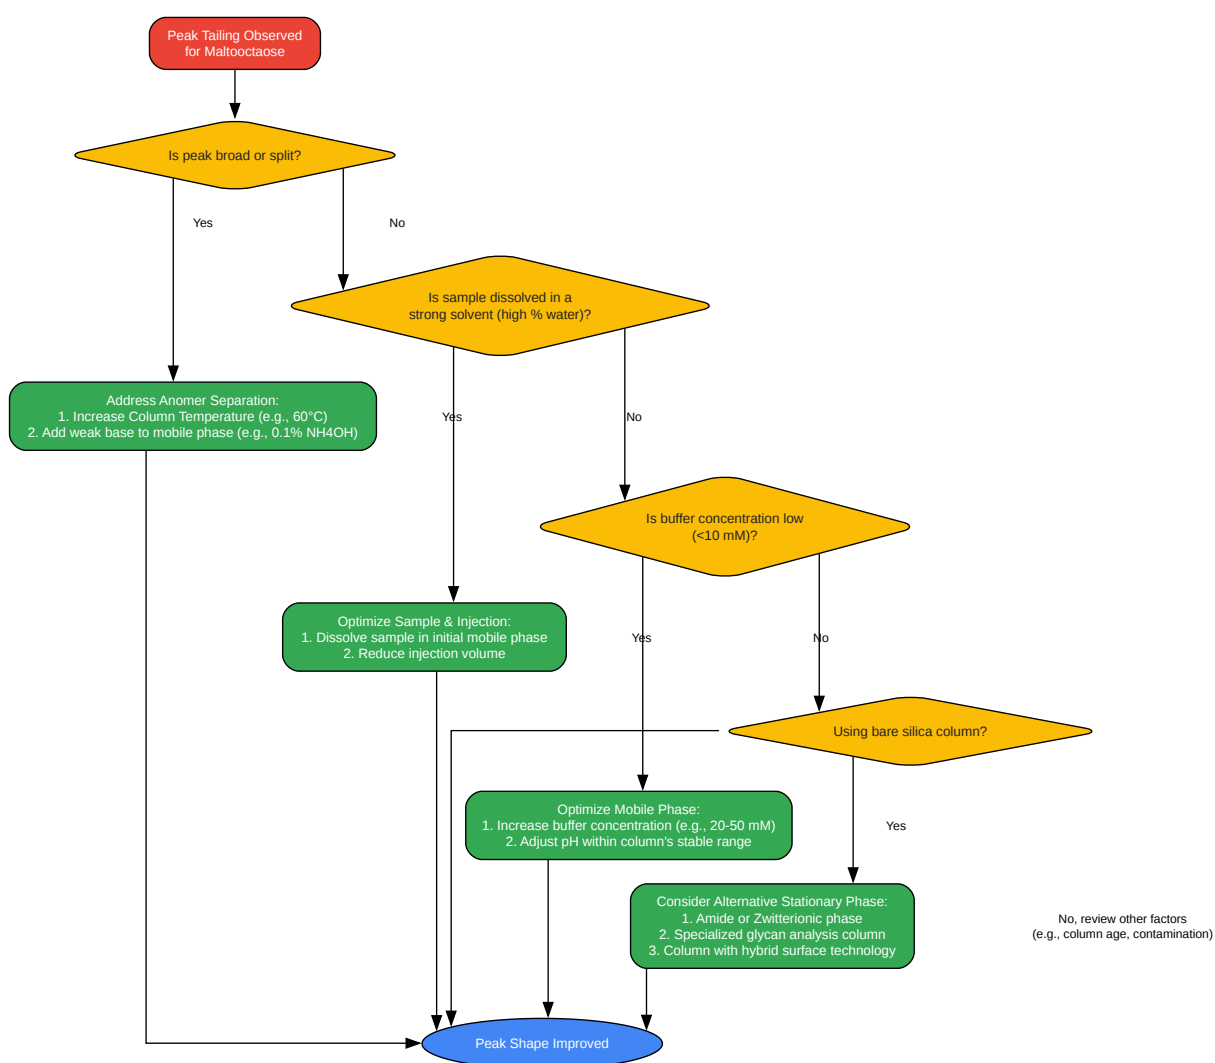 Peak Tailing Observed
for Maltooctaose
Is peak broad or split?
Yes
No
Is sample dissolved in a
strong solvent (high % water)?
Address Anomer Separation:
1. Increase Column Temperature (e.g., 60°C)
2. Add weak base to mobile phase (e.g., 0.1% NH4OH)
Yes
No
Is buffer concentration low
(<10 mM)?
Optimize Sample & Injection:
1. Dissolve sample in initial mobile phase
2. Reduce injection volume
Yes
No
Using bare silica column?
Optimize Mobile Phase:
1. Increase buffer concentration (e.g., 20-50 mM)
2. Adjust pH within column's stable range
Yes
Consider Alternative Stationary Phase:
1. Amide or Zwitterionic phase
2. Specialized glycan analysis column
3. Column with hybrid surface technology
No, review other factors
(e.g., column age, contamination)
Peak Shape Improved